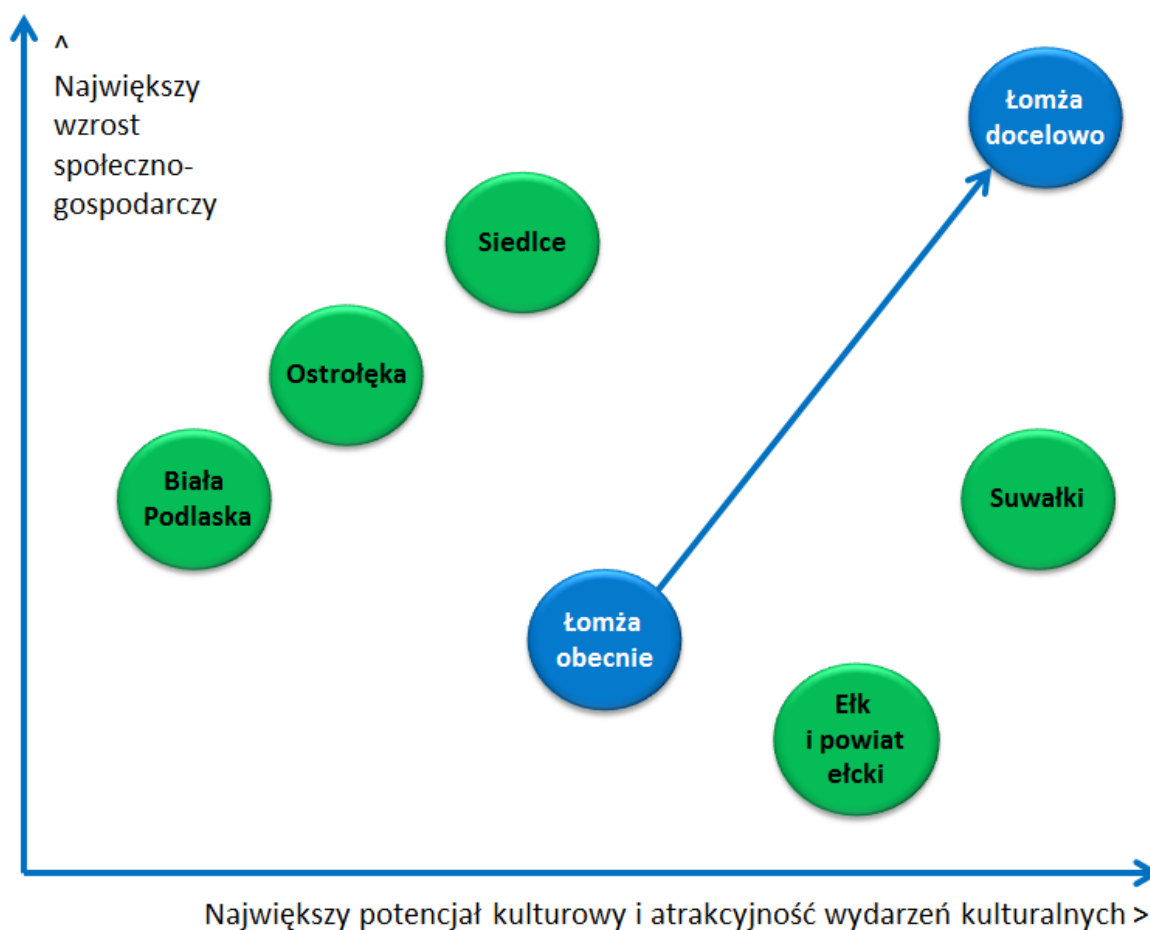 ^
Największy
wzrost
społeczno-
gospodarczy
Łomża
docelowo
Siedlce
Ostrołęka
Biała
Podlaska
Suwałki
Łomża
obecnie
Ełk
i powiat
ełcki
Największy potencjał kulturowy i atrakcyjność wydarzeń kulturalnych >